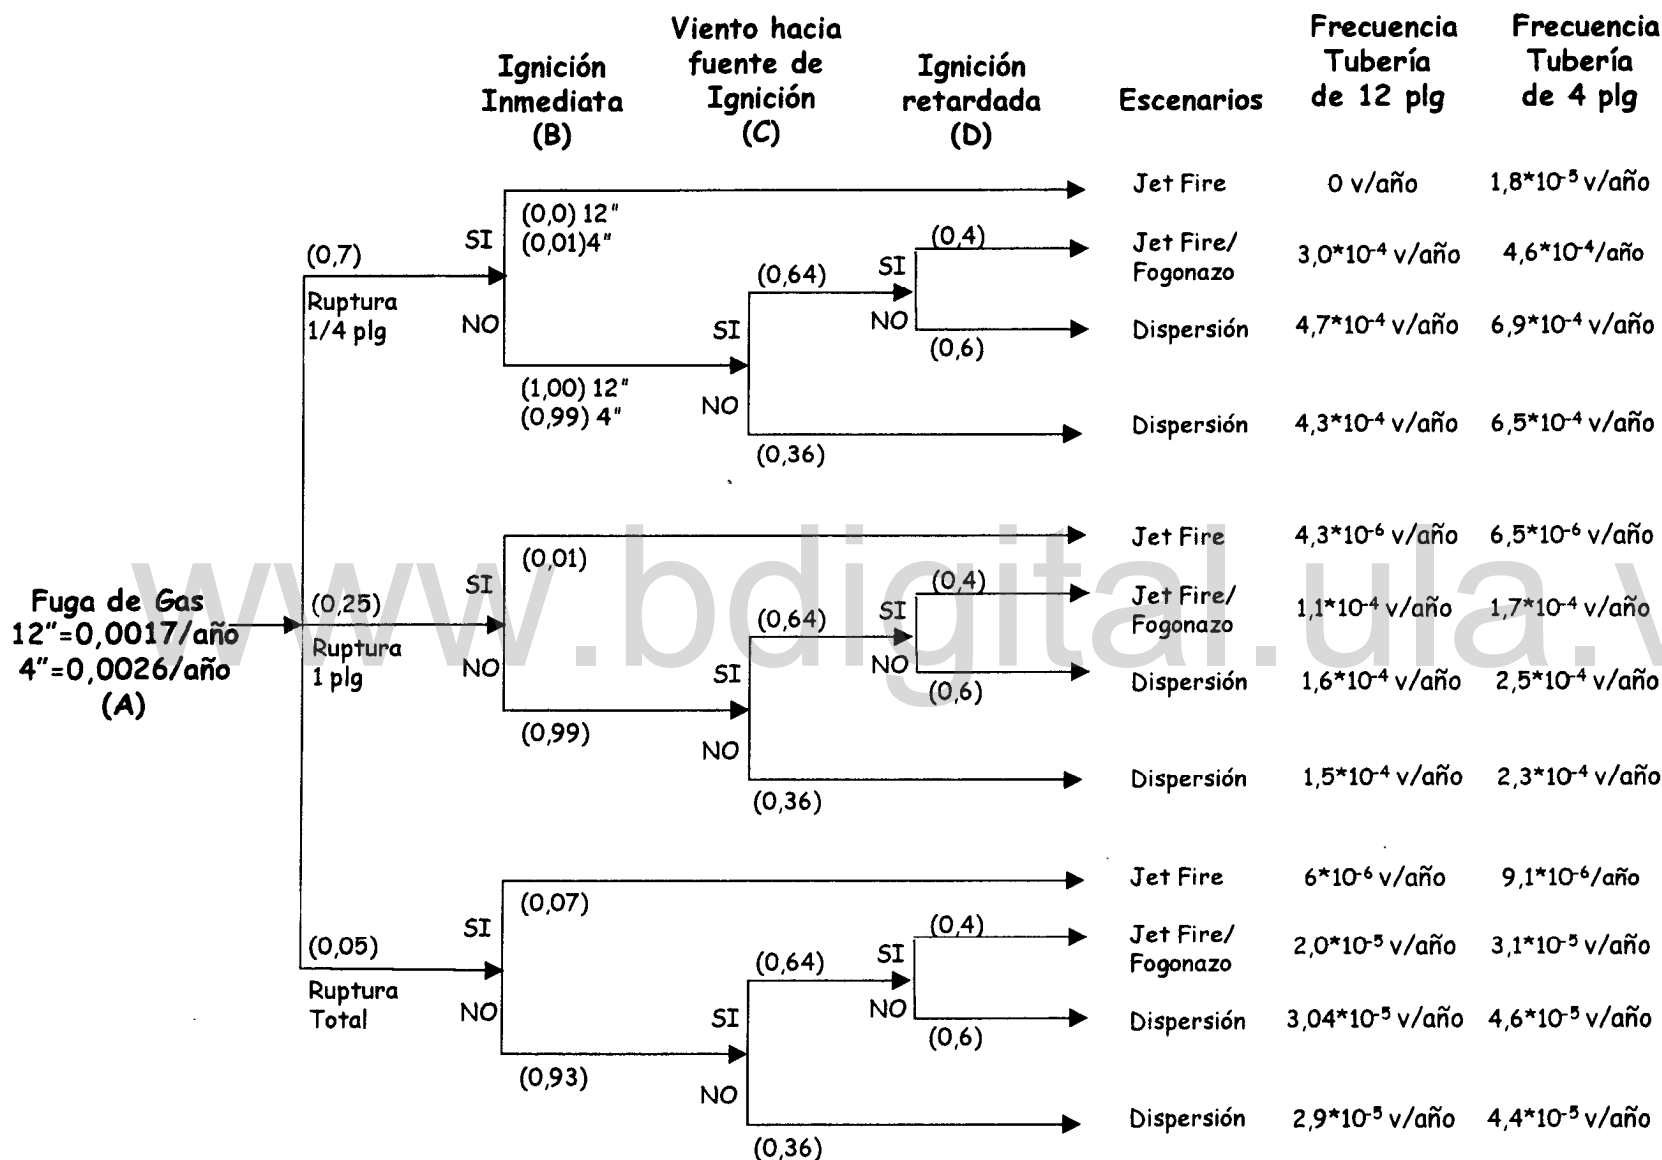 Ignición
Inmediata
(B)
Viento hacia
fuente de
Ignición
(C)
Ignición
retardada
(D)
Escenarios
Frecuencia
Tubería
de 12 plg
Frecuencia
Tubería
de 4 plg
Fuga de Gas
12"=0,0017/año
4"=0,0026/año
(A)
(0,7)
Ruptura
1/4 plg
SI
NO
(0,0) 12"
(0,01)4"
(1,00) 12"
(0,99) 4"
SI
NO
(0,64)
(0,36)
SI
NO
(0,4)
(0,6)
Jet Fire 0 v/año 1,8*10-5 v/año
Jet Fire/
Fogonazo 3,0*10-4 v/año 4,6*10-4/año
Dispersión 4,7*10-4 v/año 6,9*10-4 v/año
Dispersión 4,3*10-4 v/año 6,5*10-4 v/año
(0,25)
Ruptura
1 plg
SI
NO
(0,01)
(0,99)
SI
NO
(0,64)
(0,36)
SI
NO
(0,4)
(0,6)
Jet Fire 4,3*10-6 v/año 6,5*10-6 v/año
Jet Fire/
Fogonazo 1,1*10-4 v/año 1,7*10-4 v/año
Dispersión 1,6*10-4 v/año 2,5*10-4 v/año
Dispersión 1,5*10-4 v/año 2,3*10-4 v/año
(0,05)
Ruptura
Total
SI
NO
(0,07)
(0,93)
SI
NO
(0,64)
(0,36)
SI
NO
(0,4)
(0,6)
Jet Fire 6*10-6 v/año 9,1*10-6/año
Jet Fire/
Fogonazo 2,0*10-5 v/año 3,1*10-5 v/año
Dispersión 3,04*10-5 v/año 4,6*10-5 v/año
Dispersión 2,9*10-5 v/año 4,4*10-5 v/año
www.bdigital.ula.v